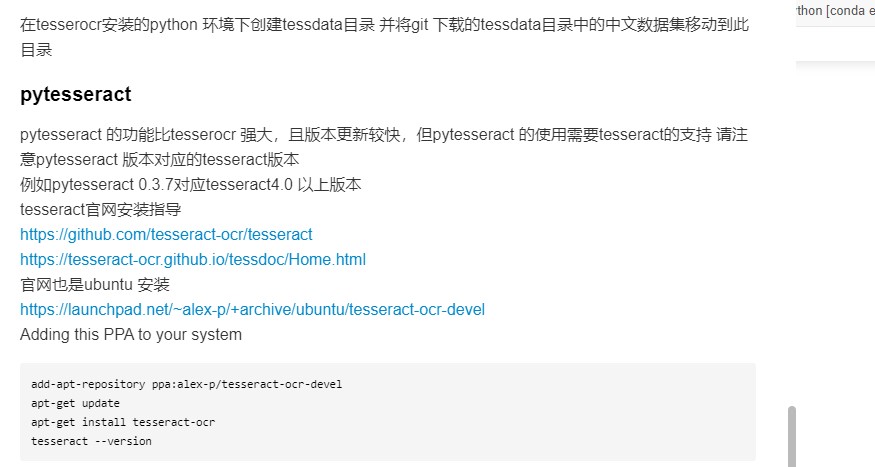 在tesserocr安装的python 环境下创建tessdata目录 并将git 下载的tessdata目录中的中文数据集移动到此
目录
pytesseract
pytesseract 的功能比tesserocr 强大，且版本更新较快，但pytesseract 的使用需要tesseract的支持 请注
意pytesseract 版本对应的tesseract版本
例如pytesseract 0.3.7对应tesseract4.0 以上版本
tesseract官网安装指导
https://github.com/tesseract-ocr/tesseract
https://tesseract-ocr.github.io/tessdoc/Home.html
官网也是ubuntu 安装
https://launchpad.net/~alex-p/+archive/ubuntu/tesseract-ocr-devel
Adding this PPA to your system
add-apt-repository ppa:alex-p/tesseract-ocr-devel
apt-get update
apt-get install tesseract-ocr
tesseract --version
thon [conda e